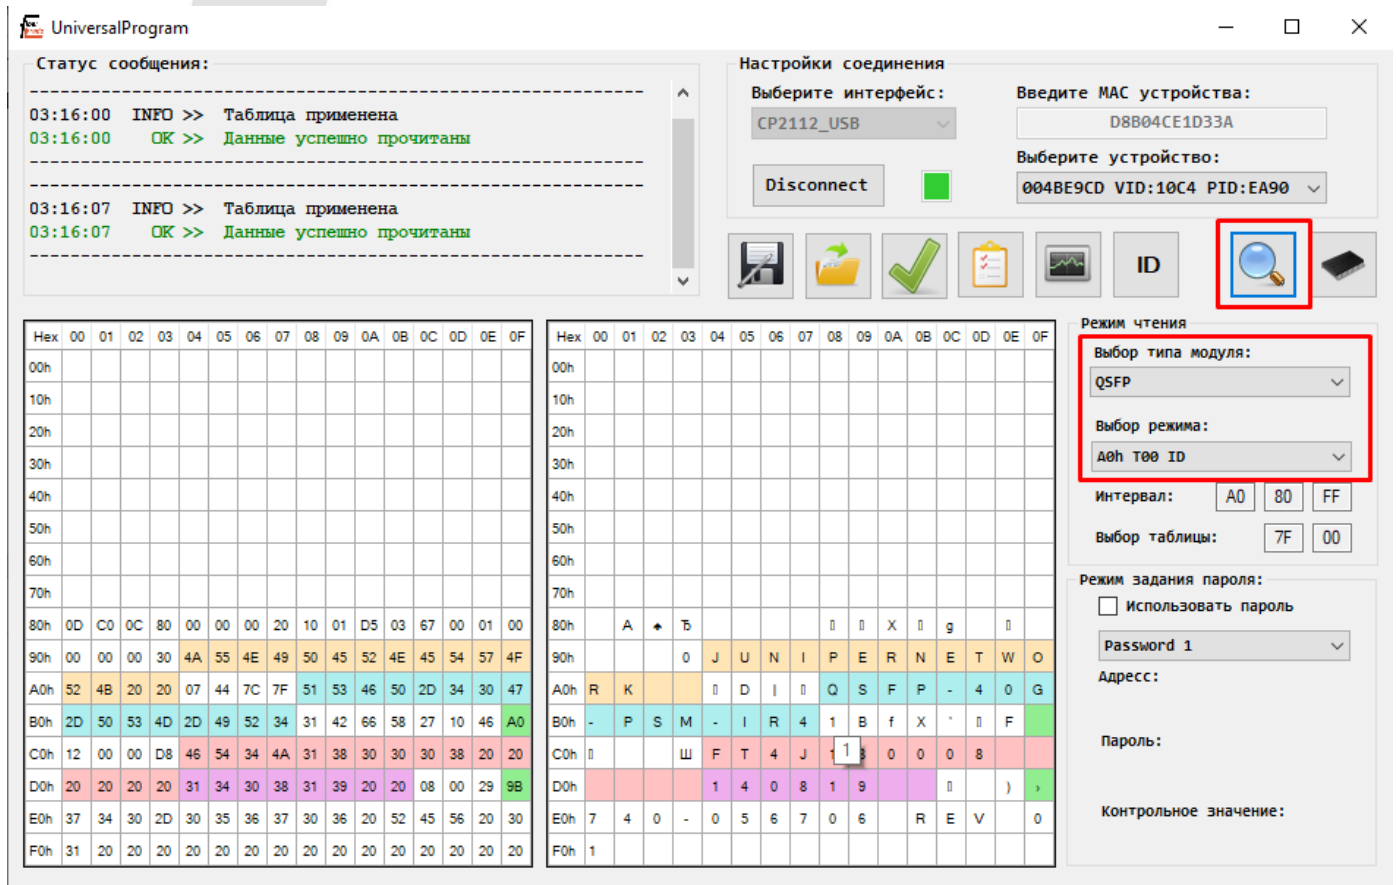 UniversalProgram
Статус сообщения:
03:16:00 INFO >> Таблица применена
03:16:00 OK >> Данные успешно прочитаны
03:16:07 INFO >> Таблица применена
03:16:07 OK >> Данные успешно прочитаны
Настройки соединения
Выберите интерфейс:
CP2112_USB
Disconnect
Введите MAC устройства:
D8B04CE1D33A
Выберите устройство:
004BE9CD VID:10C4 PID:EA90
ID
Hex 00 01 02 03 04 05 06 07 08 09 0A 0B 0C 0D 0E 0F
00h
10h
20h
30h
40h
50h
60h
70h
80h 0D C0 0C 80 00 00 00 20 10 01 D5 03 67 00 01 00
90h 00 00 00 30 4A 55 4E 49 50 45 52 4E 45 54 57 4F
A0h 52 4B 20 20 07 44 7C 7F 51 53 46 50 2D 34 30 47
B0h 2D 50 53 4D 2D 49 52 34 31 42 66 58 27 10 46 A0
C0h 12 00 00 D8 46 54 34 4A 31 38 30 30 30 38 20 20
D0h 20 20 20 20 31 34 30 38 31 39 20 20 08 00 29 9B
E0h 37 34 30 2D 30 35 36 37 30 36 20 52 45 56 20 30
F0h 31 20 20 20 20 20 20 20 20 20 20 20 20 20 20 20
Hex 00 01 02 03 04 05 06 07 08 09 0A 0B 0C 0D 0E 0F
00h
10h
20h
30h
40h
50h
60h
70h
80h А ♠ Ђ X g
90h 0 J U N I P E R N E T W O
A0h R K D | Q S F P - 4 0 G
B0h - P S M - I R 4 1 B f X ' F
C0h Ш F T 4 J 1 0 0 0 8
1
D0h 1 4 0 8 1 9 ) ›
E0h 7 4 0 - 0 5 6 7 0 6 R E V 0
F0h 1
Режим чтения
Выбор типа модуля:
QSFP
Выбор режима:
A0h T00 ID
Интервал: A0 80 FF
Выбор таблицы: 7F 00
Режим задания пароля:
Использовать пароль
Password 1
Адресс:
Пароль:
Контрольное значение: